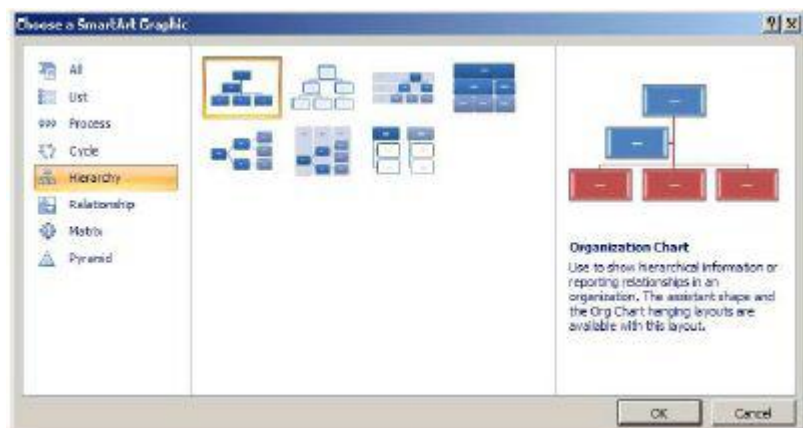 Choose a SmartArt Graphic
All
List
Process
Cycle
Hierarchy
Relationship
Matrix
Pyramid
Organization Chart
Use to show hierarchical information or
reporting relationships in an
organization. The assistant shape and
the Org Chart hanging layouts are
available with this layout.
OK
Cancel